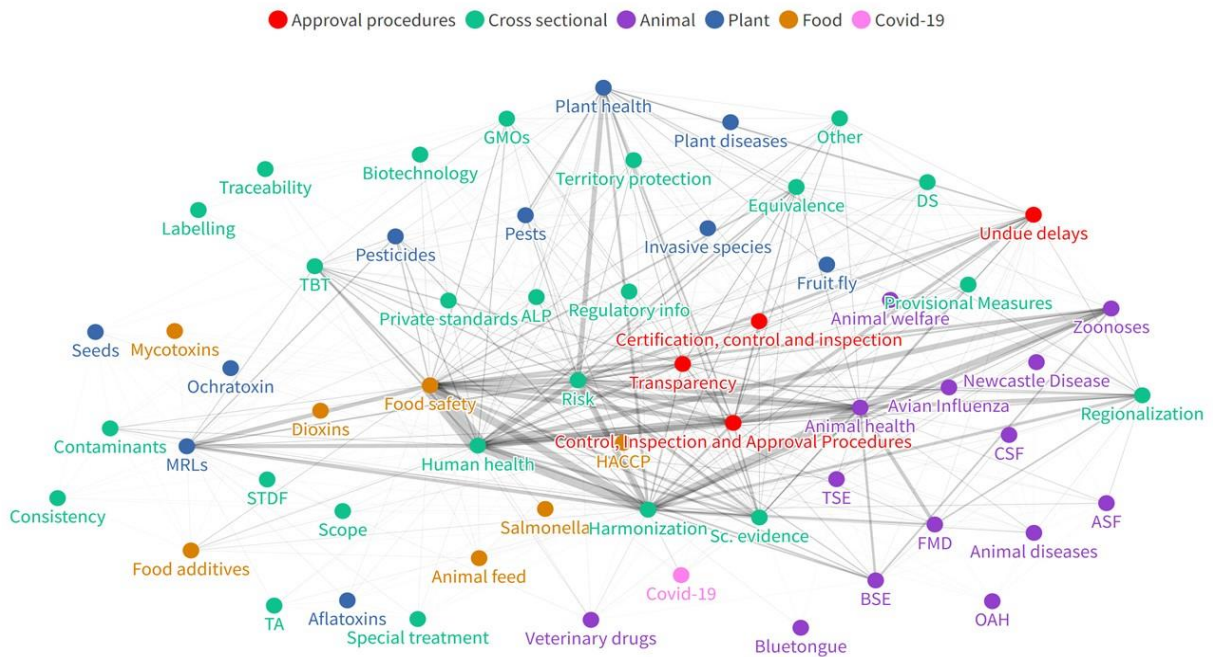 Approval procedures Cross sectional Animal Plant Food Covid-19
Plant health
GMOs
Plant diseases
Other
Biotechnology
Territory protection
Traceability
Equivalence
DS
Labelling
Pests
Invasive species
Undue delays
Pesticides
TBT
Fruit fly
Private standards
ALP
Regulatory info
Provisional Measures
Animal welfare
Zoonoses
Seeds
Mycotoxins
Certification, control and inspection
Ochratoxin
Transparency
Newcastle Disease
Food safety
Risk
Avian Influenza
Regionalization
Dioxins
Animal health
Contaminants
Control, Inspection and Approval Procedures
MRLs
Human health
HACCP
CSF
STDF
TSE
Consistency
Scope
Salmonella
Harmonization
Sc. evidence
ASF
FMD
Animal diseases
Food additives
Animal feed
Covid-19
BSE
TA
Aflatoxins
Special treatment
Veterinary drugs
OAH
Bluetongue